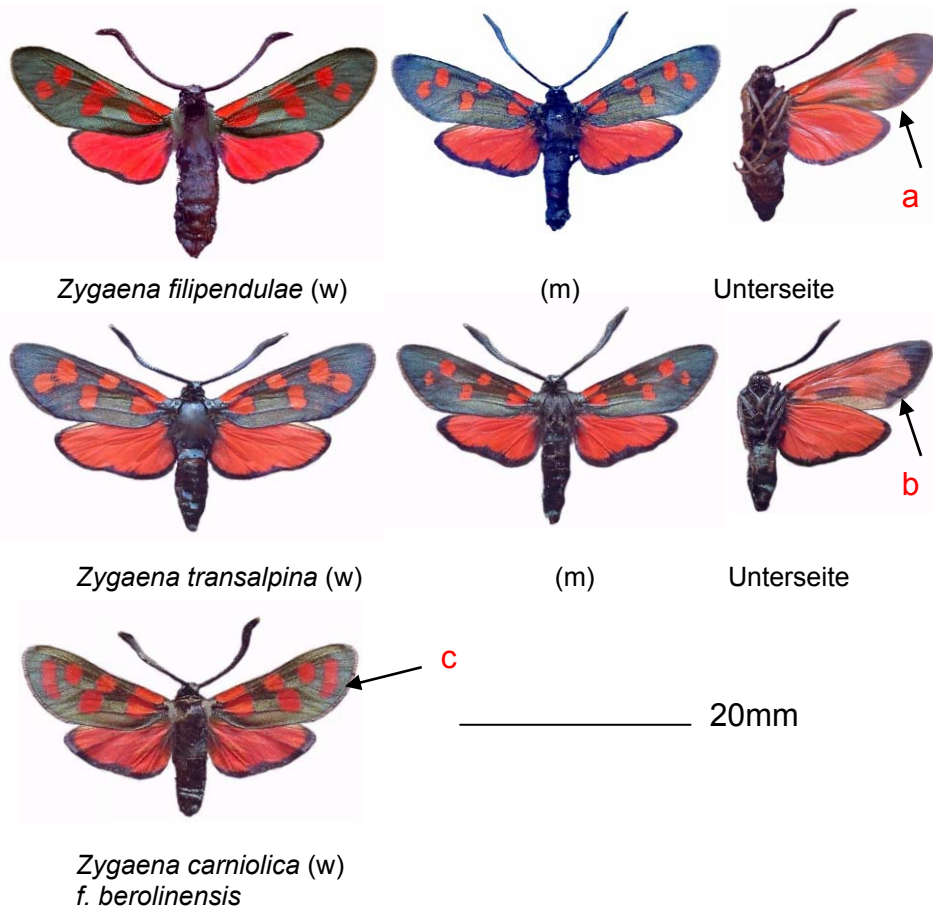 a
Zygaena filipendulae (w) (m) Unterseite
b
Zygaena transalpina (w) (m) Unterseite
c
20mm
Zygaena carniolica (w)
f. berolinensis